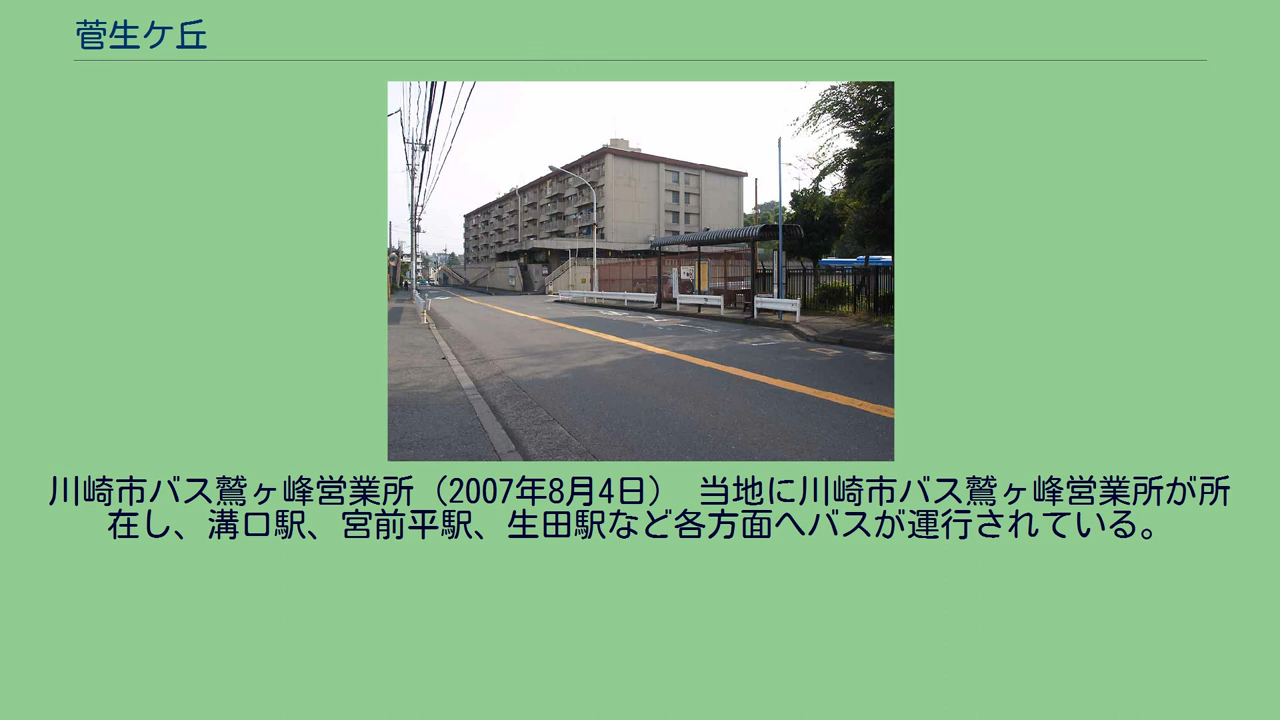 菅生ケ丘
川崎市バス鷲ヶ峰営業所（2007年8月4日） 当地に川崎市バス鷲ヶ峰営業所が所
在し、溝口駅、宮前平駅、生田駅など各方面へバスが運行されている。